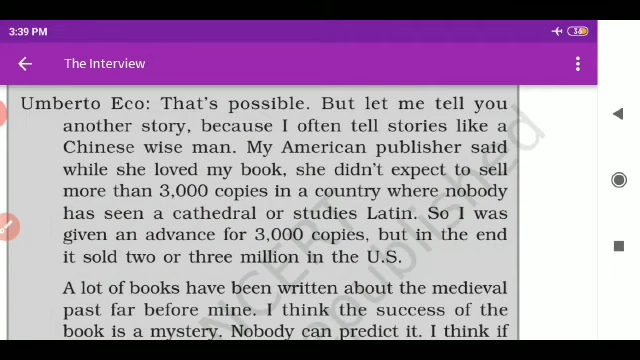 3:39 PM
36
The Interview
Umberto Eco: That's possible. But let me tell you
another story, because I often tell stories like a
Chinese wise man. My American publisher said
while she loved my book, she didn't expect to sell
more than 3,000 copies in a country where nobody
has seen a cathedral or studies Latin. So I was
given an advance for 3,000 copies, but in the end
it sold two or three million in the U.S.
A lot of books have been written about the medieval
past far before mine. I think the success of the
book is a mystery. Nobody can predict it. I think if
NCERT
republished